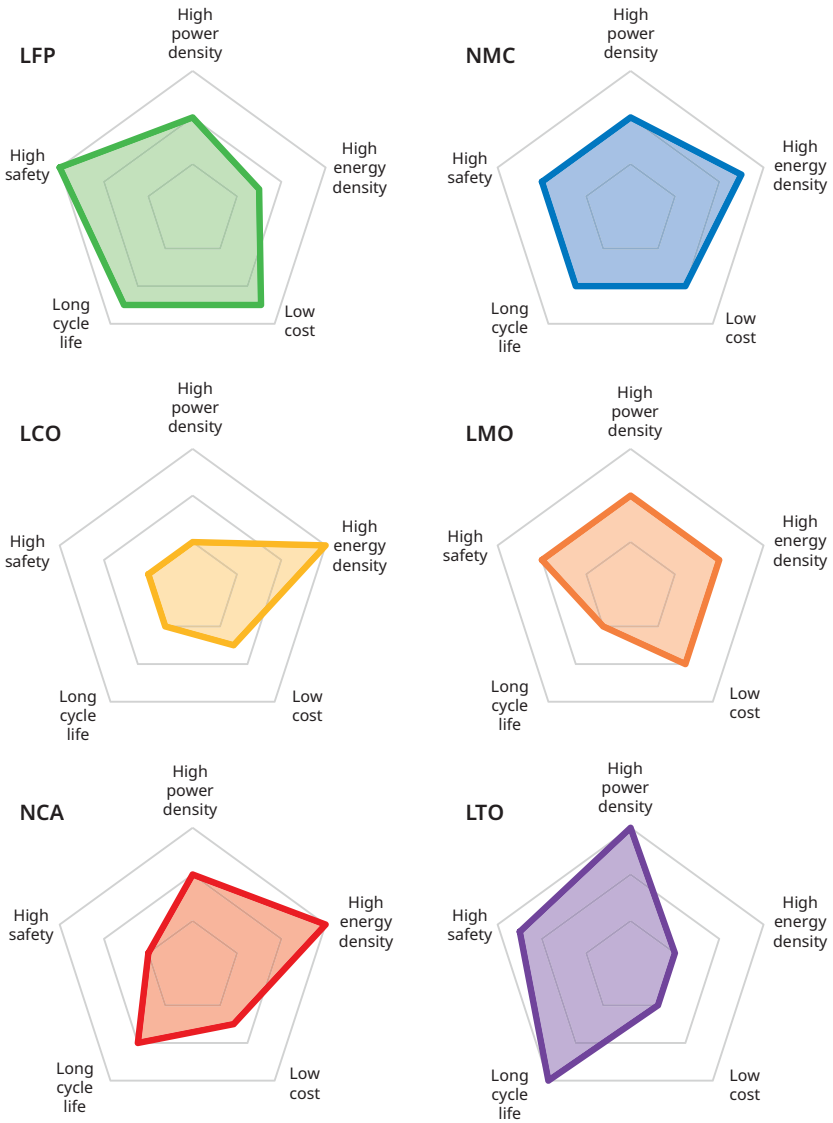 LFP
High
power
density
High
energy
density
Low
cost
Long
cycle
life
High
safety
NMC
High
power
density
High
energy
density
Low
cost
Long
cycle
life
High
safety
LCO
High
power
density
High
energy
density
Low
cost
Long
cycle
life
High
safety
LMO
High
power
density
High
energy
density
Low
cost
Long
cycle
life
High
safety
NCA
High
power
density
High
energy
density
Low
cost
Long
cycle
life
High
safety
LTO
High
power
density
High
energy
density
Low
cost
Long
cycle
life
High
safety